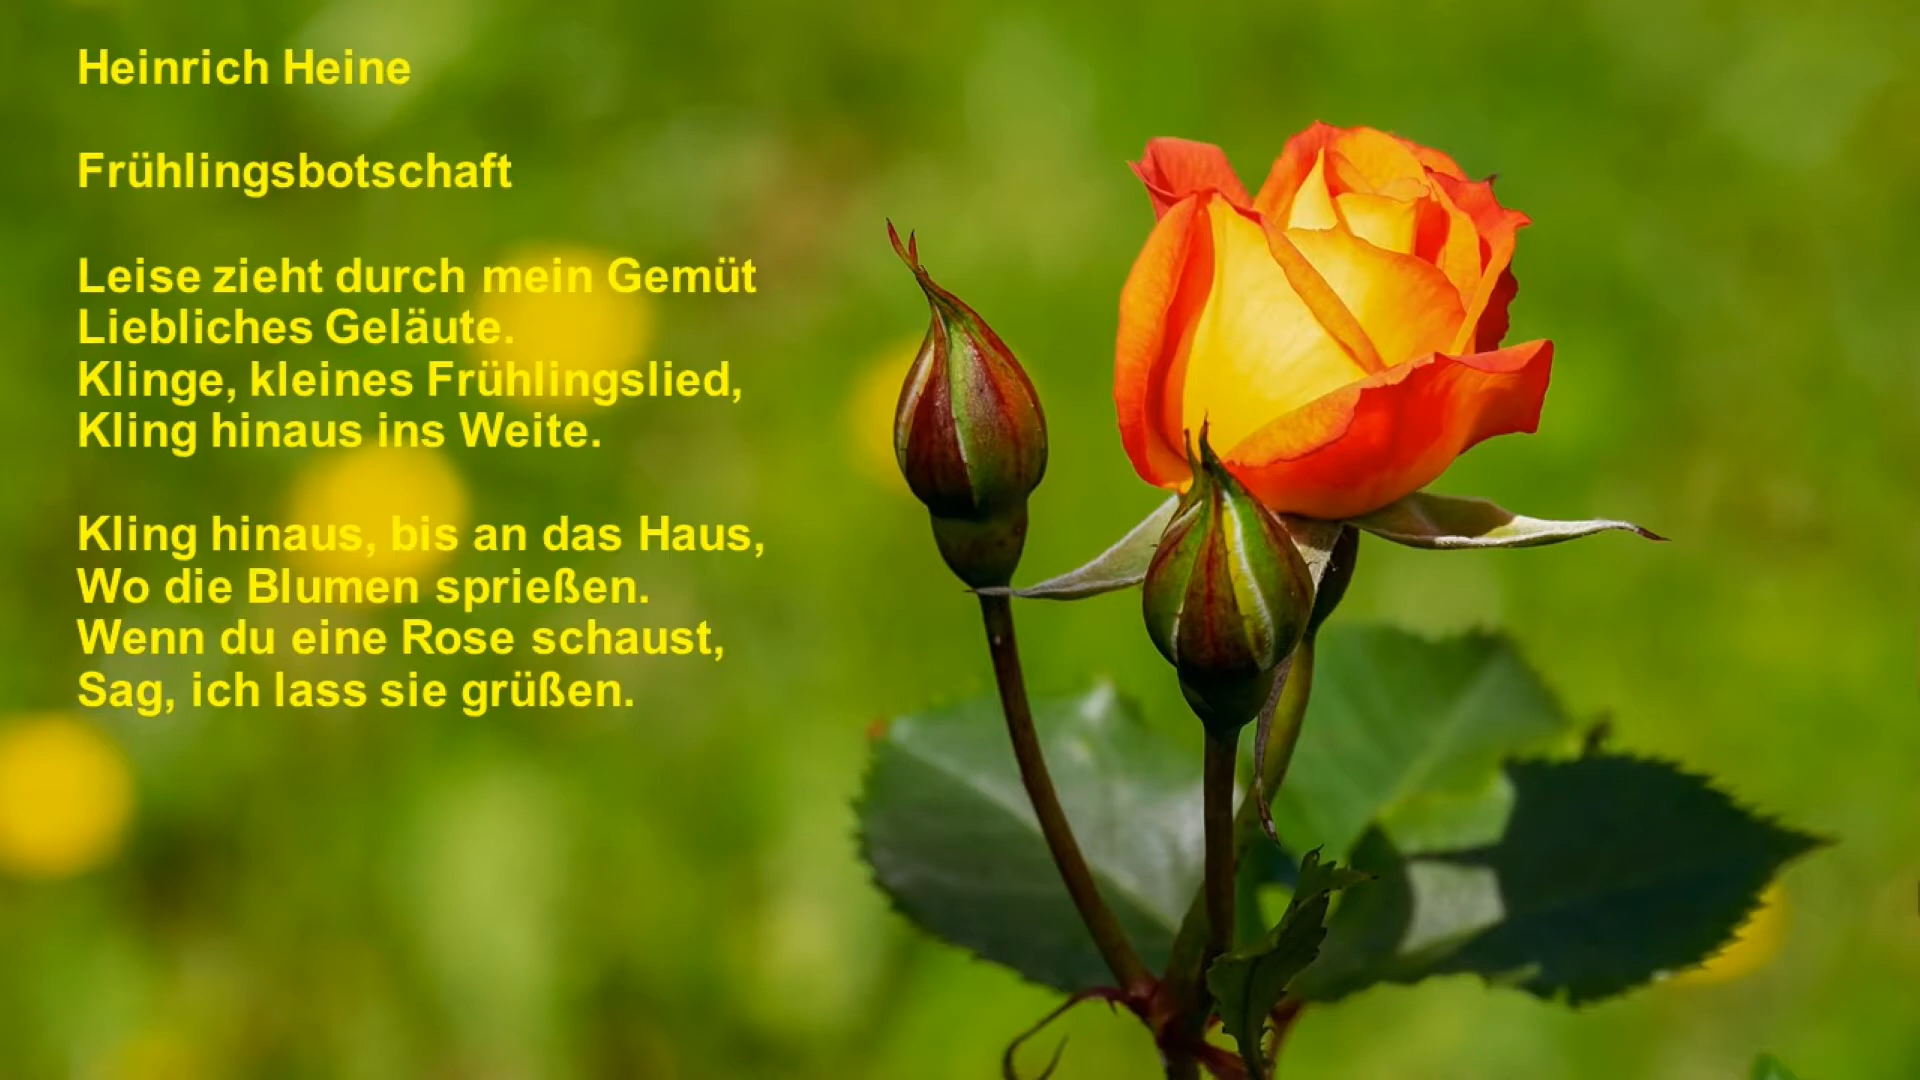 Heinrich Heine
Frühlingsbotschaft
Leise zieht durch mein Gemüt
Liebliches Geläute.
Klinge, kleines Frühlingslied,
Kling hinaus ins Weite.
Kling hinaus, bis an das Haus,
Wo die Blumen sprießen.
Wenn du eine Rose schaust,
Sag, ich lass sie grüßen.